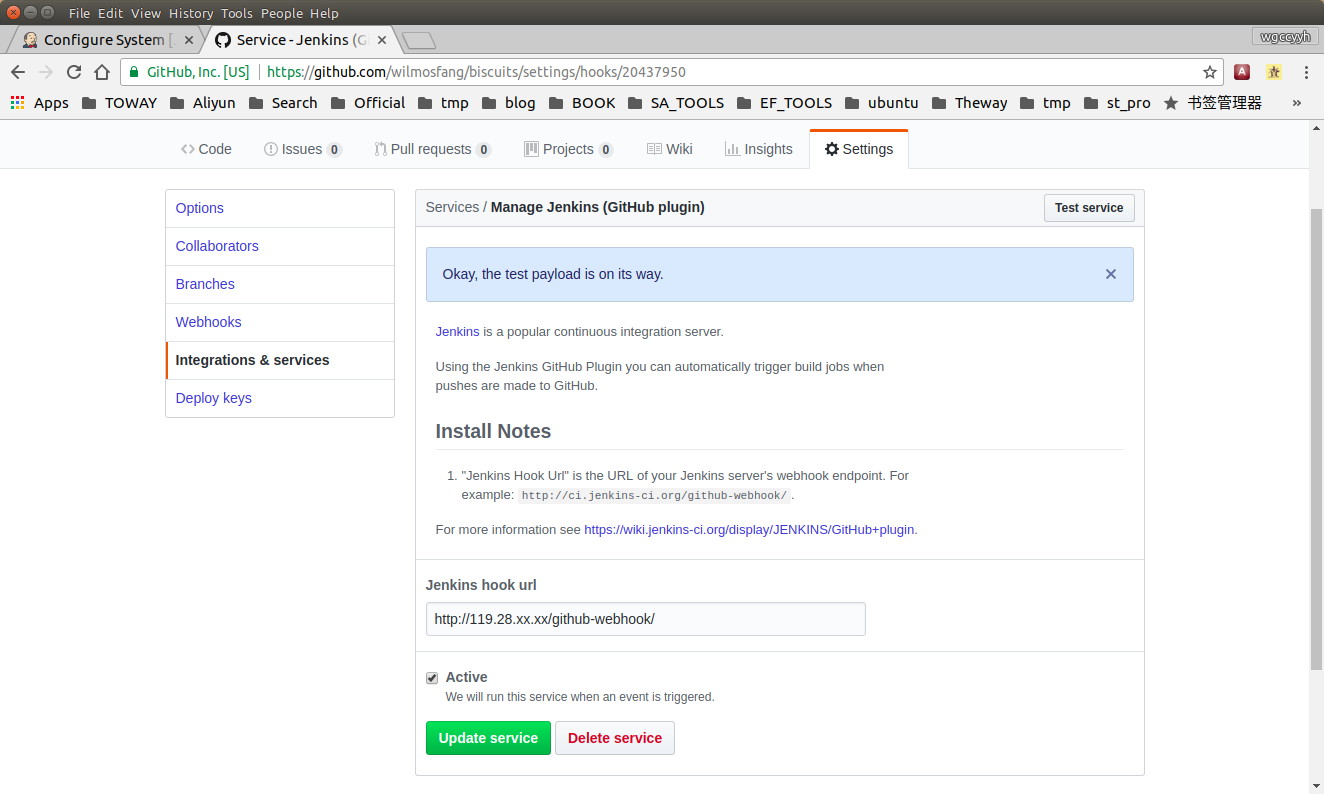 File Edit View History Tools People Help
Configure System [
Service - Jenkins (G
wgccyyh
GitHub, Inc. [US] https://github.com/wilmosfang/biscuits/settings/hooks/20437950
Apps TOWAY Aliyun Search Official tmp blog BOOK SA_TOOLS EF_TOOLS ubuntu Theway tmp st_pro 书签管理器 »
Code Issues 0 Pull requests 0 Projects 0 Wiki Insights Settings
Options
Collaborators
Branches
Webhooks
Integrations & services
Deploy keys
Services / Manage Jenkins (GitHub plugin)
Test service
Okay, the test payload is on its way.
Jenkins is a popular continuous integration server.
Using the Jenkins GitHub Plugin you can automatically trigger build jobs when
pushes are made to GitHub.
Install Notes
1. "Jenkins Hook Url" is the URL of your Jenkins server's webhook endpoint. For
example: http://ci.jenkins-ci.org/github-webhook/ .
For more information see https://wiki.jenkins-ci.org/display/JENKINS/GitHub+plugin.
Jenkins hook url
http://119.28.xx.xx/github-webhook/
Active
We will run this service when an event is triggered.
Update service
Delete service